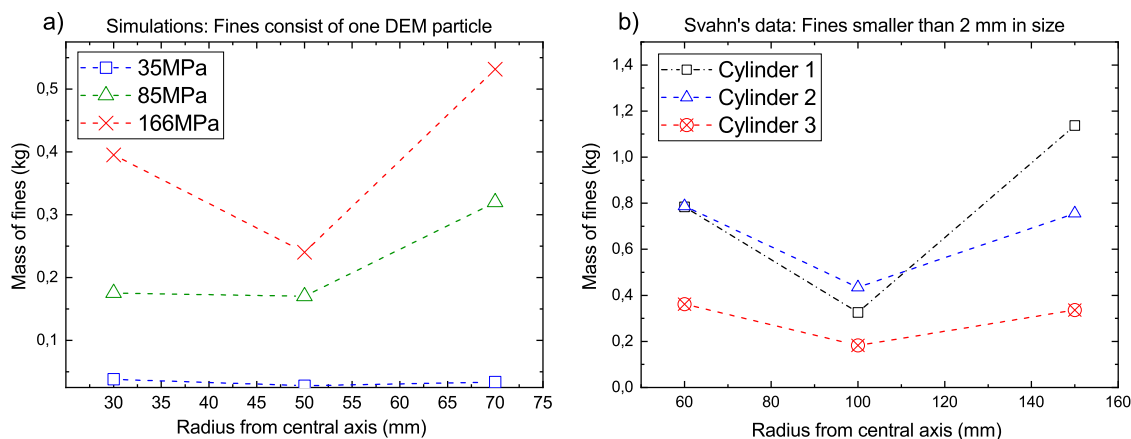 a)
Simulations: Fines consist of one DEM particle
35MPa
85MPa
166MPa
0,5
0,4
0,3
0,2
0,1
Mass of fines (kg)
30 35 40 45 50 55 60 65 70 75
Radius from central axis (mm)
b)
Svahn's data: Fines smaller than 2 mm in size
Cylinder 1
Cylinder 2
Cylinder 3
1,4
1,2
1,0
0,8
0,6
0,4
0,2
0,0
Mass of fines (kg)
60 80 100 120 140 160
Radius from central axis (mm)